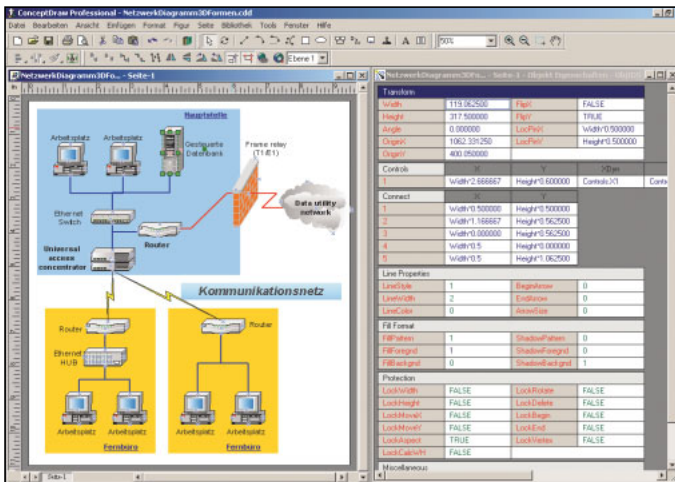 ConceptDraw Professional - NetzwerkDiagramm3DFormen.cdd
Datei Bearbeiten Ansicht Einfügen Format Figur Seite Bibliothek Tools Fenster Hilfe
50%
Ebene 1
NetzwerkDiagramm3DFo... - Seite-1
Hauptstelle
Arbeitsplatz Arbeitsplatz
Gesteuerte
Datenbank
Frame relay
(T1/E1)
Data utility
network
Ethernet
Switch
Router
Universal
access
concentrator
Kommunikationsnetz
Router
Router
Ethernet
HUB
Arbeitsplatz Arbeitsplatz
Arbeitsplatz Arbeitsplatz
Fernbüro
Fernbüro
Seite-1
Transform
Width 119.062500 FlipX FALSE
Height 317.500000 FlipY TRUE
Angle 0.000000 LocPinX Width*0.500000
OriginX 1062.331250 LocPinY Height*0.500000
OriginY 400.050000
Controls X Y
1 Width*2.666667 Height*0.600000 Controls.X1
Connect X Y
1 Width*0.500000 Height*0.500000
2 Width*1.166667 Height*0.562500
3 Width*0.000000 Height*0.562500
4 Width*0.5 Height*0.000000
5 Width*0.5 Height*1.062500
Line Properties
LineStyle 1 BeginArrow 0
LineWidth 2 EndArrow 0
LineColor 0 ArrowSize 0
Fill Format
FillPattern 1 ShadowPattern 0
FillForegnd 1 ShadowForegnd 0
FillBackgnd 0 ShadowBackgnd 1
Protection
LockWidth FALSE LockRotate FALSE
LockHeight FALSE LockDelete FALSE
LockMoveX FALSE LockBegin FALSE
LockMoveY FALSE LockEnd FALSE
LockAspect TRUE LockVertex FALSE
LockCalcWH FALSE
Miscellaneous